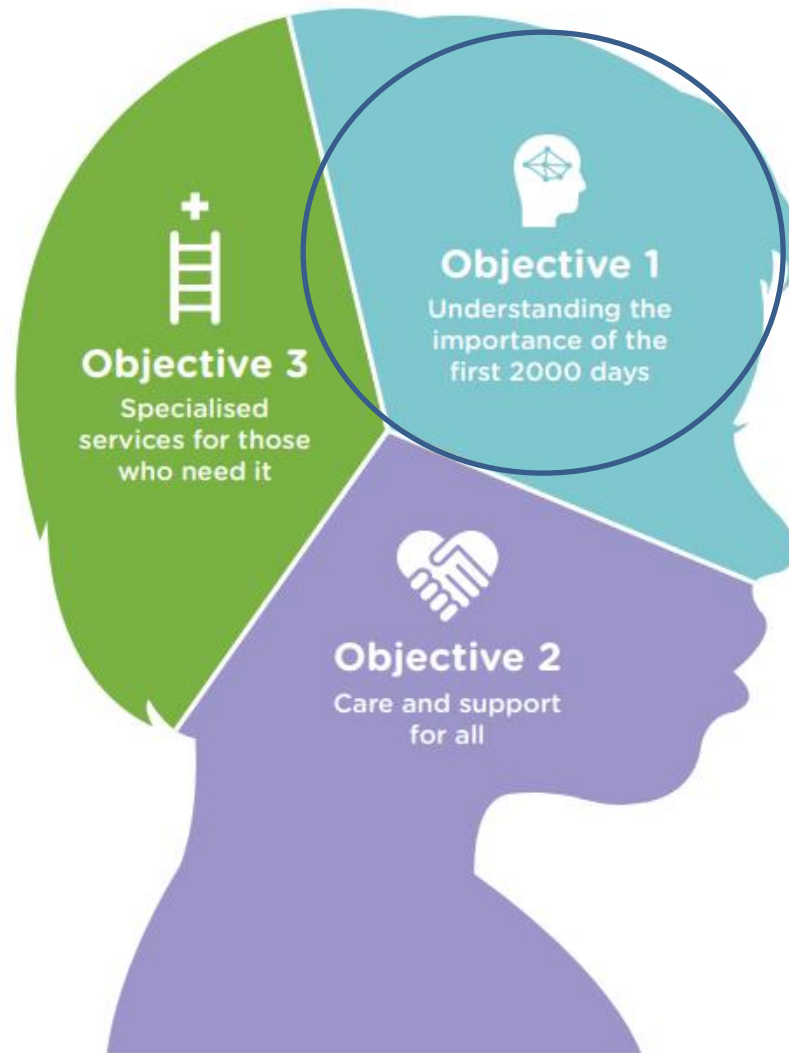 Objective 1
Understanding the
importance of the
first 2000 days
Objective 3
Specialised
services for those
who need it
Objective 2
Care and support
for all